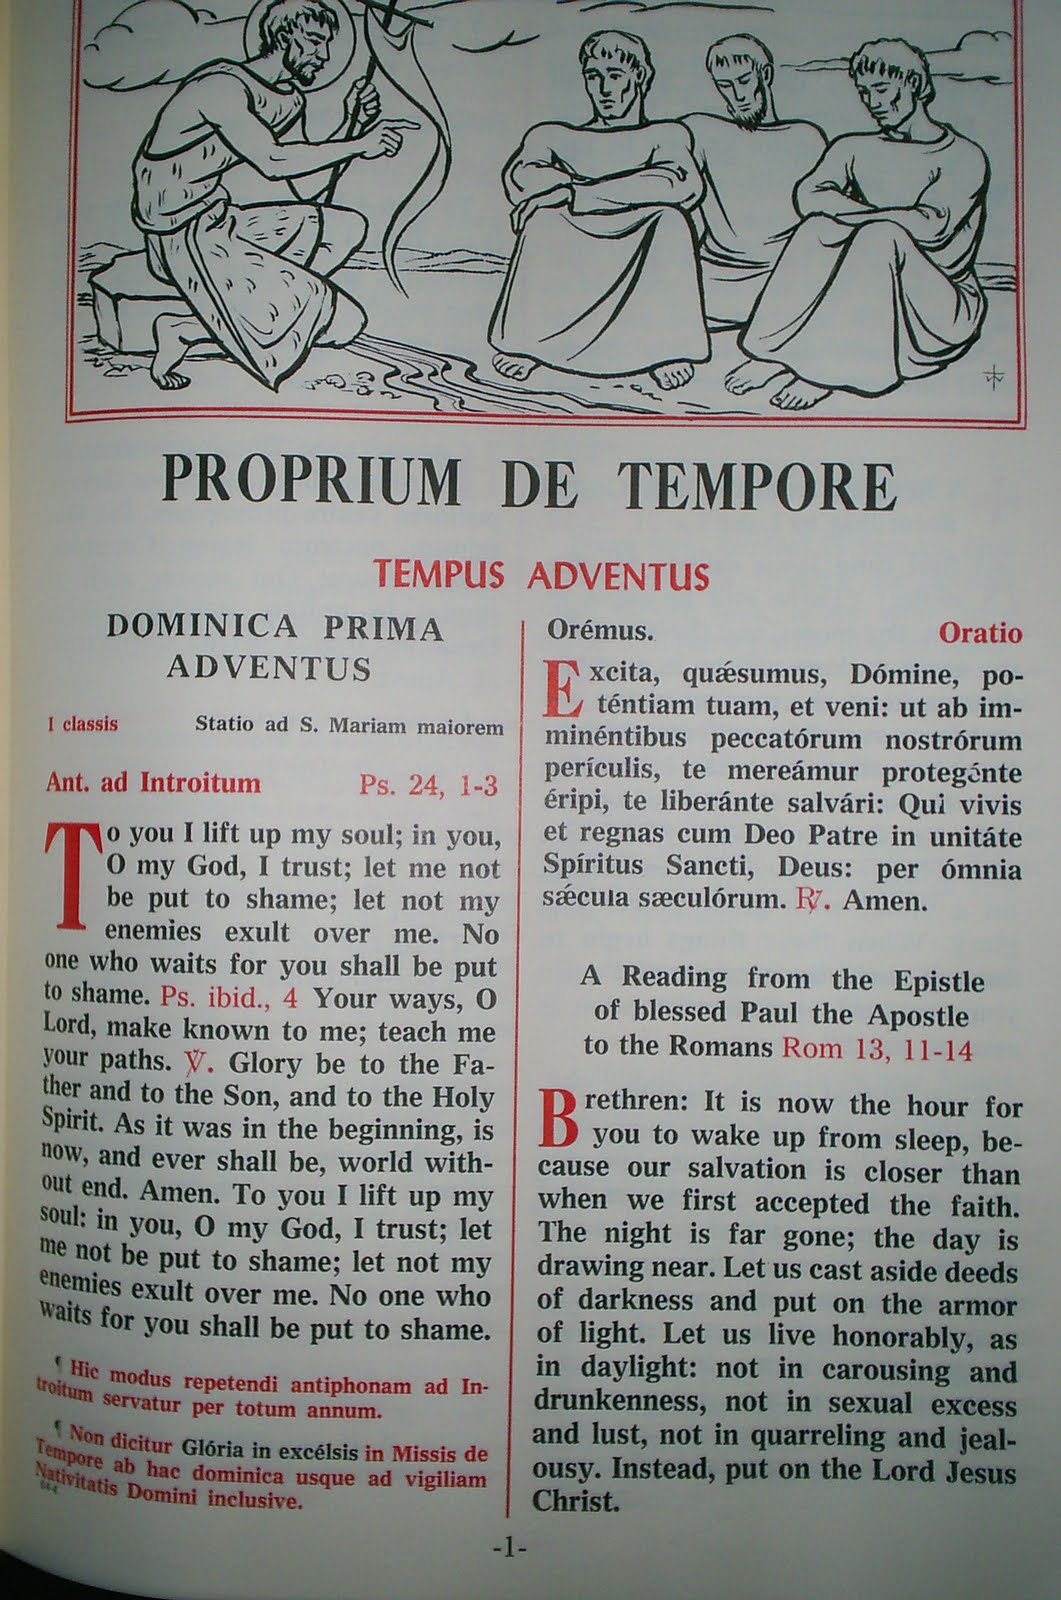 PROPRIUM DE TEMPORE
TEMPUS ADVENTUS
DOMINICA PRIMA
ADVENTUS
I classis Statio ad S. Mariam maiorem
Ant. ad Introitum Ps. 24, 1-3
To you I lift up my soul; in you,
O my God, I trust; let me not
be put to shame; let not my
enemies exult over me. No
one who waits for you shall be put
to shame. Ps. ibid., 4 Your ways, O
Lord, make known to me; teach me
your paths. ℣. Glory be to the Fa-
ther and to the Son, and to the Holy
Spirit. As it was in the beginning, is
now, and ever shall be, world with-
out end. Amen. To you I lift up my
soul: in you, O my God, I trust; let
me not be put to shame; let not my
enemies exult over me. No one who
waits for you shall be put to shame.
¶ Hic modus repetendi antiphonam ad In-
troitum servatur per totum annum.
¶ Non dicitur Glória in excélsis in Missis de
Tempore ab hac dominica usque ad vigiliam
Nativitatis Domini inclusive.
Orémus. Oratio
Excita, quǽsumus, Dómine, po-
téntiam tuam, et veni: ut ab im-
minéntibus peccatórum nostrórum
perículis, te mereámur protegénte
éripi, te liberánte salvári: Qui vivis
et regnas cum Deo Patre in unitáte
Spíritus Sancti, Deus: per ómnia
sǽcula sæculórum. ℟. Amen.
A Reading from the Epistle
of blessed Paul the Apostle
to the Romans Rom 13, 11-14
Brethren: It is now the hour for
you to wake up from sleep, be-
cause our salvation is closer than
when we first accepted the faith.
The night is far gone; the day is
drawing near. Let us cast aside deeds
of darkness and put on the armor
of light. Let us live honorably, as
in daylight: not in carousing and
drunkenness, not in sexual excess
and lust, not in quarreling and jeal-
ousy. Instead, put on the Lord Jesus
Christ.
-1-